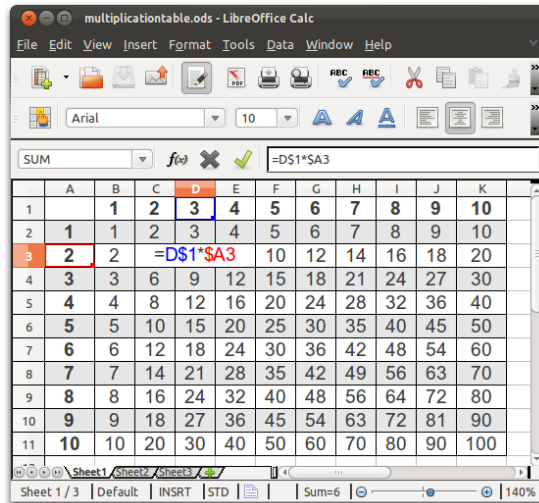 multiplicationtable.ods - LibreOffice Calc
File Edit View Insert Format Tools Data Window Help
PDF ABC ABC
Arial 10 A A A
SUM f(x) =D$1*$A3
A B C D E F G H I J K
1 1 2 3 4 5 6 7 8 9 10
2 1 1 2 3 4 5 6 7 8 9 10
3 2 2 =D$1*$A3 10 12 14 16 18 20
4 3 3 6 9 12 15 18 21 24 27 30
5 4 4 8 12 16 20 24 28 32 36 40
6 5 5 10 15 20 25 30 35 40 45 50
7 6 6 12 18 24 30 36 42 48 54 60
8 7 7 14 21 28 35 42 49 56 63 70
9 8 8 16 24 32 40 48 56 64 72 80
10 9 9 18 27 36 45 54 63 72 81 90
11 10 10 20 30 40 50 60 70 80 90 100
Sheet1 Sheet2 Sheet3
Sheet 1 / 3 Default INSRT STD Sum=6 140%